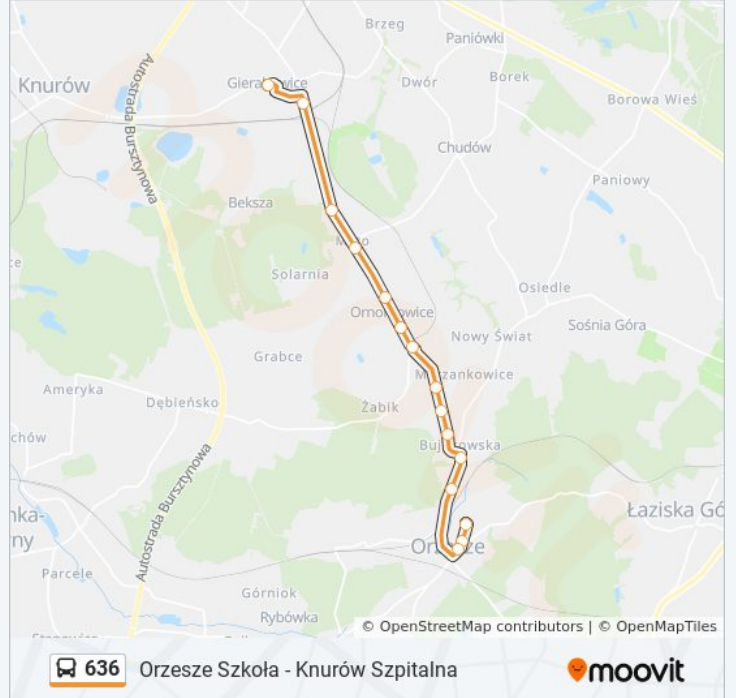 Brzeg
Paniówki
Knurów
Autostrada Bursztynowa
Dwór
Borek
Borowa Wieś
Chudów
Paniowy
Beksza
Solarnia
Osiedle
Sośnia Góra
Nowy Świat
Grabce
Ameryka
Dębieńsko
Żabik
Autostrada Bursztynowa
Łaziska Gó
Parcele
Górniok
Rybówka
© OpenStreetMap contributors | © OpenMapTiles
636 Orzesze Szkoła - Knurów Szpitalna
moovit